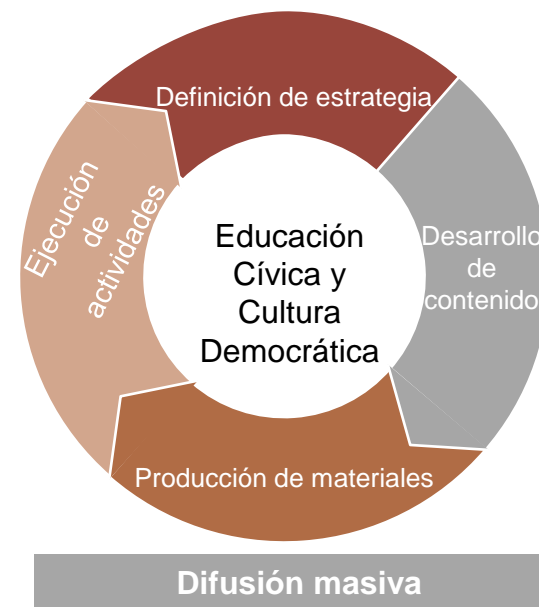 Definición de estrategia
Desarrollo
de
contenido
Producción de materiales
Ejecución
de
actividades
Educación
Cívica y
Cultura
Democrática
Difusión masiva